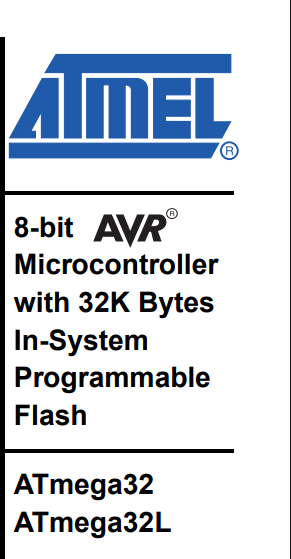 ATMEL®
8-bit AVR®
Microcontroller
with 32K Bytes
In-System
Programmable
Flash
ATmega32
ATmega32L